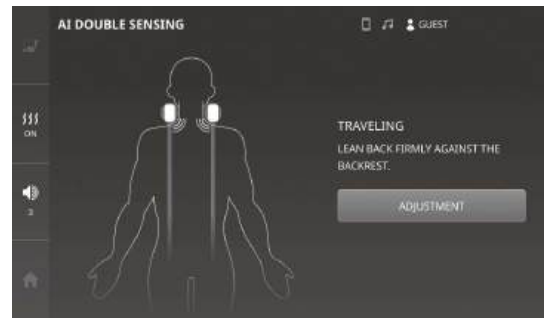 AI DOUBLE SENSING
GUEST
ON
TRAVELING
LEAN BACK FIRMLY AGAINST THE
BACKREST.
ADJUSTMENT
3